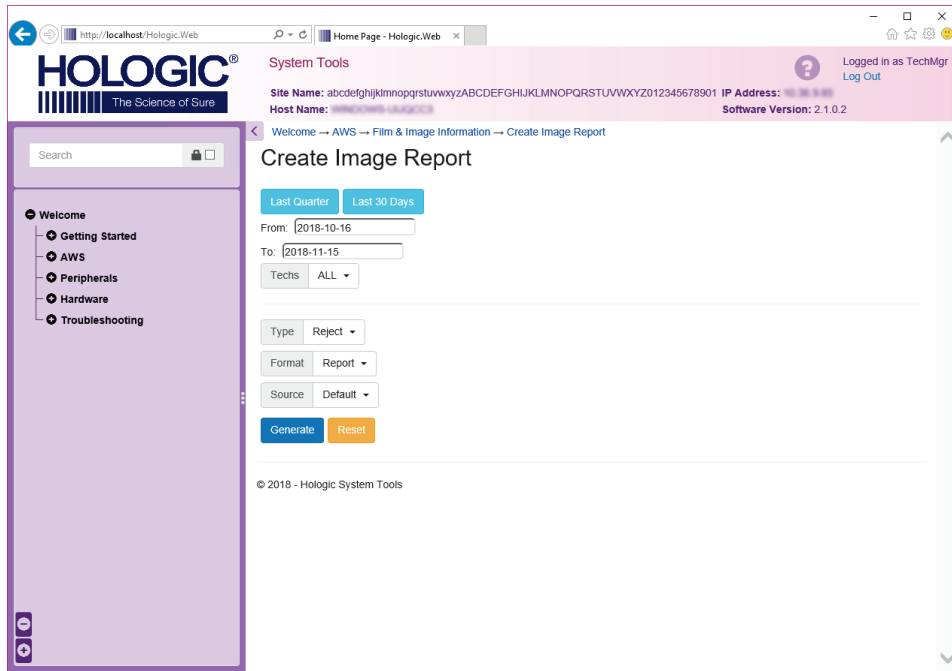 http://localhost/Hologic.Web
Home Page - Hologic.Web
HOLOGIC®
The Science of Sure
System Tools
Logged in as TechMgr
Log Out
Site Name: abcdefghijklmnopqrstuvwxyzABCDEFGHIJKLMNOPQRSTUVWXYZ012345678901 IP Address:
Host Name:
Software Version: 2.1.0.2
Welcome → AWS → Film & Image Information → Create Image Report
Search
Create Image Report
Last Quarter Last 30 Days
From: 2018-10-16
To: 2018-11-15
Techs ALL
Welcome
Getting Started
AWS
Peripherals
Hardware
Troubleshooting
Type Reject
Format Report
Source Default
Generate Reset
© 2018 - Hologic System Tools